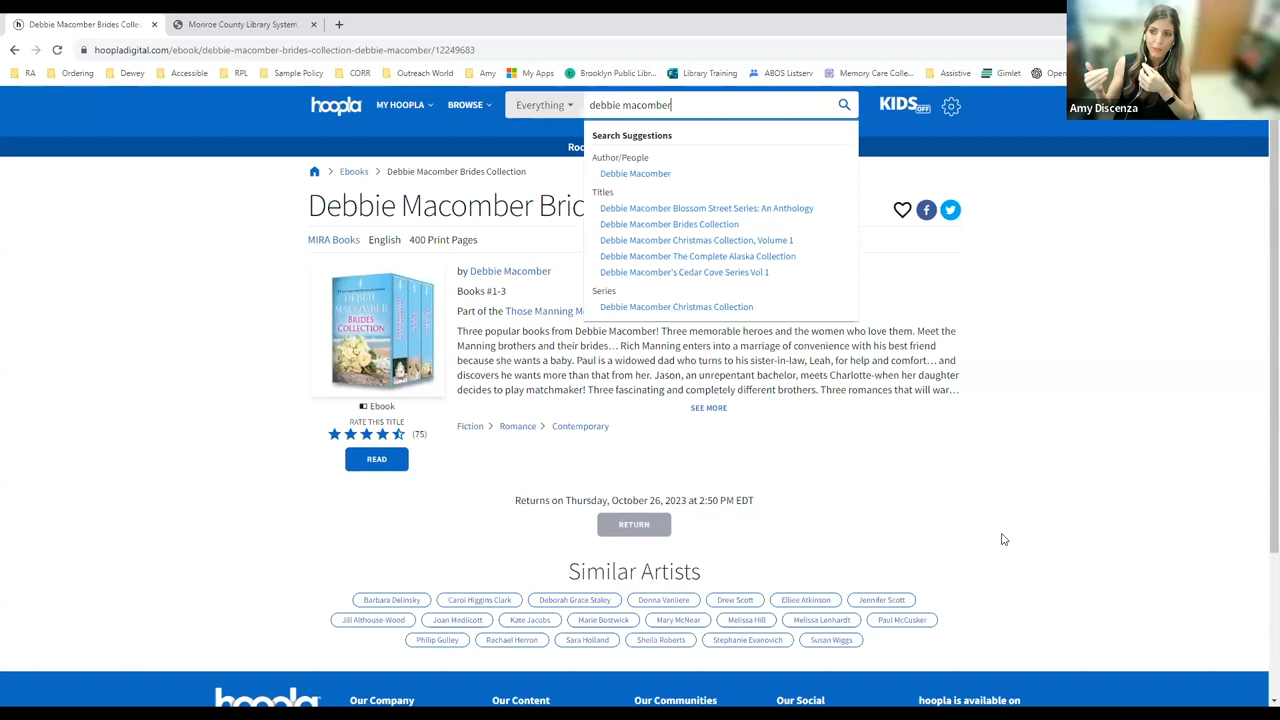 Debbie Macomber Brides Collec
Monroe County Library System
hoopladigital.com/ebook/debbie-macomber-brides-collection-debbie-macomber/12249683
RA
Ordering
Dewey
Accessible
RPL
Sample Policy
CORR
Outreach World
Amy
My Apps
Brooklyn Public Libr...
Library Training
ABOS Listserv
Memory Care Colle...
Assistive
Gimlet
Amy Discenza
hoopla
MY HOOPLA
BROWSE
Everything
debbie macomber
KIDS OFF
Search Suggestions
Author/People
Debbie Macomber
Titles
Debbie Macomber Blossom Street Series: An Anthology
Debbie Macomber Brides Collection
Debbie Macomber Christmas Collection, Volume 1
Debbie Macomber The Complete Alaska Collection
Debbie Macomber's Cedar Cove Series Vol 1
Series
Debbie Macomber Christmas Collection
Ebooks
Debbie Macomber Brides Collection
Debbie Macomber Brid
MIRA Books
English
400 Print Pages
DEBBIE MACOMBER
BRIDES COLLECTION
by Debbie Macomber
Books #1-3
Part of the Those Manning M
Three popular books from Debbie Macomber! Three memorable heroes and the women who love them. Meet the
Manning brothers and their brides... Rich Manning enters into a marriage of convenience with his best friend
because she wants a baby. Paul is a widowed dad who turns to his sister-in-law, Leah, for help and comfort... and
discovers he wants more than that from her. Jason, an unrepentant bachelor, meets Charlotte-when her daughter
decides to play matchmaker! Three fascinating and completely different brothers. Three romances that will war...
SEE MORE
Ebook
RATE THIS TITLE
(75)
READ
Fiction
Romance
Contemporary
Returns on Thursday, October 26, 2023 at 2:50 PM EDT
RETURN
Similar Artists
Barbara Delinsky
Carol Higgins Clark
Deborah Grace Staley
Donna Vanliere
Drew Scott
Elliee Atkinson
Jennifer Scott
Jill Althouse-Wood
Joan Medlicott
Kate Jacobs
Marie Bostwick
Mary McNear
Melissa Hill
Melissa Lenhardt
Paul McCusker
Philip Gulley
Rachael Herron
Sara Holland
Sheila Roberts
Stephanie Evanovich
Susan Wiggs
hoopla
Our Company
Our Content
Our Communities
Our Social
hoopla is available on